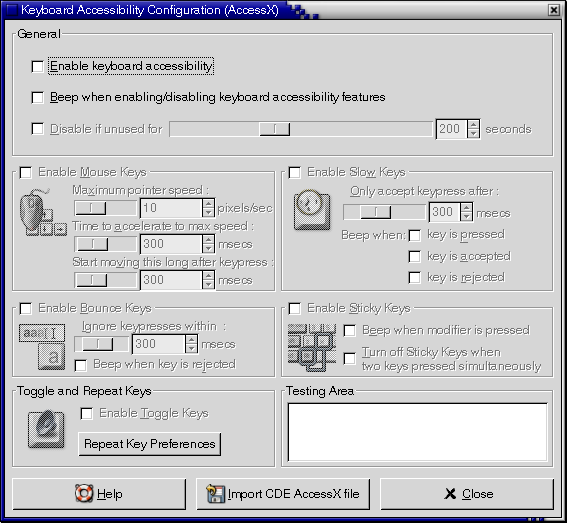 Keyboard Accessibility Configuration (AccessX)
General
Enable keyboard accessibility
Beep when enabling/disabling keyboard accessibility features
Disable if unused for 200 seconds
Enable Mouse Keys
Maximum pointer speed :
10 pixels/sec
Time to accelerate to max speed :
300 msecs
Start moving this long after keypress :
300 msecs
Enable Slow Keys
Only accept keypress after :
300 msecs
Beep when: key is pressed
key is accepted
key is rejected
Enable Bounce Keys
aaa
a
Ignore keypresses within :
300 msecs
Beep when key is rejected
Enable Sticky Keys
Beep when modifier is pressed
Turn off Sticky Keys when
two keys pressed simultaneously
Toggle and Repeat Keys
Enable Toggle Keys
Repeat Key Preferences
Testing Area
Help
Import CDE AccessX file
Close